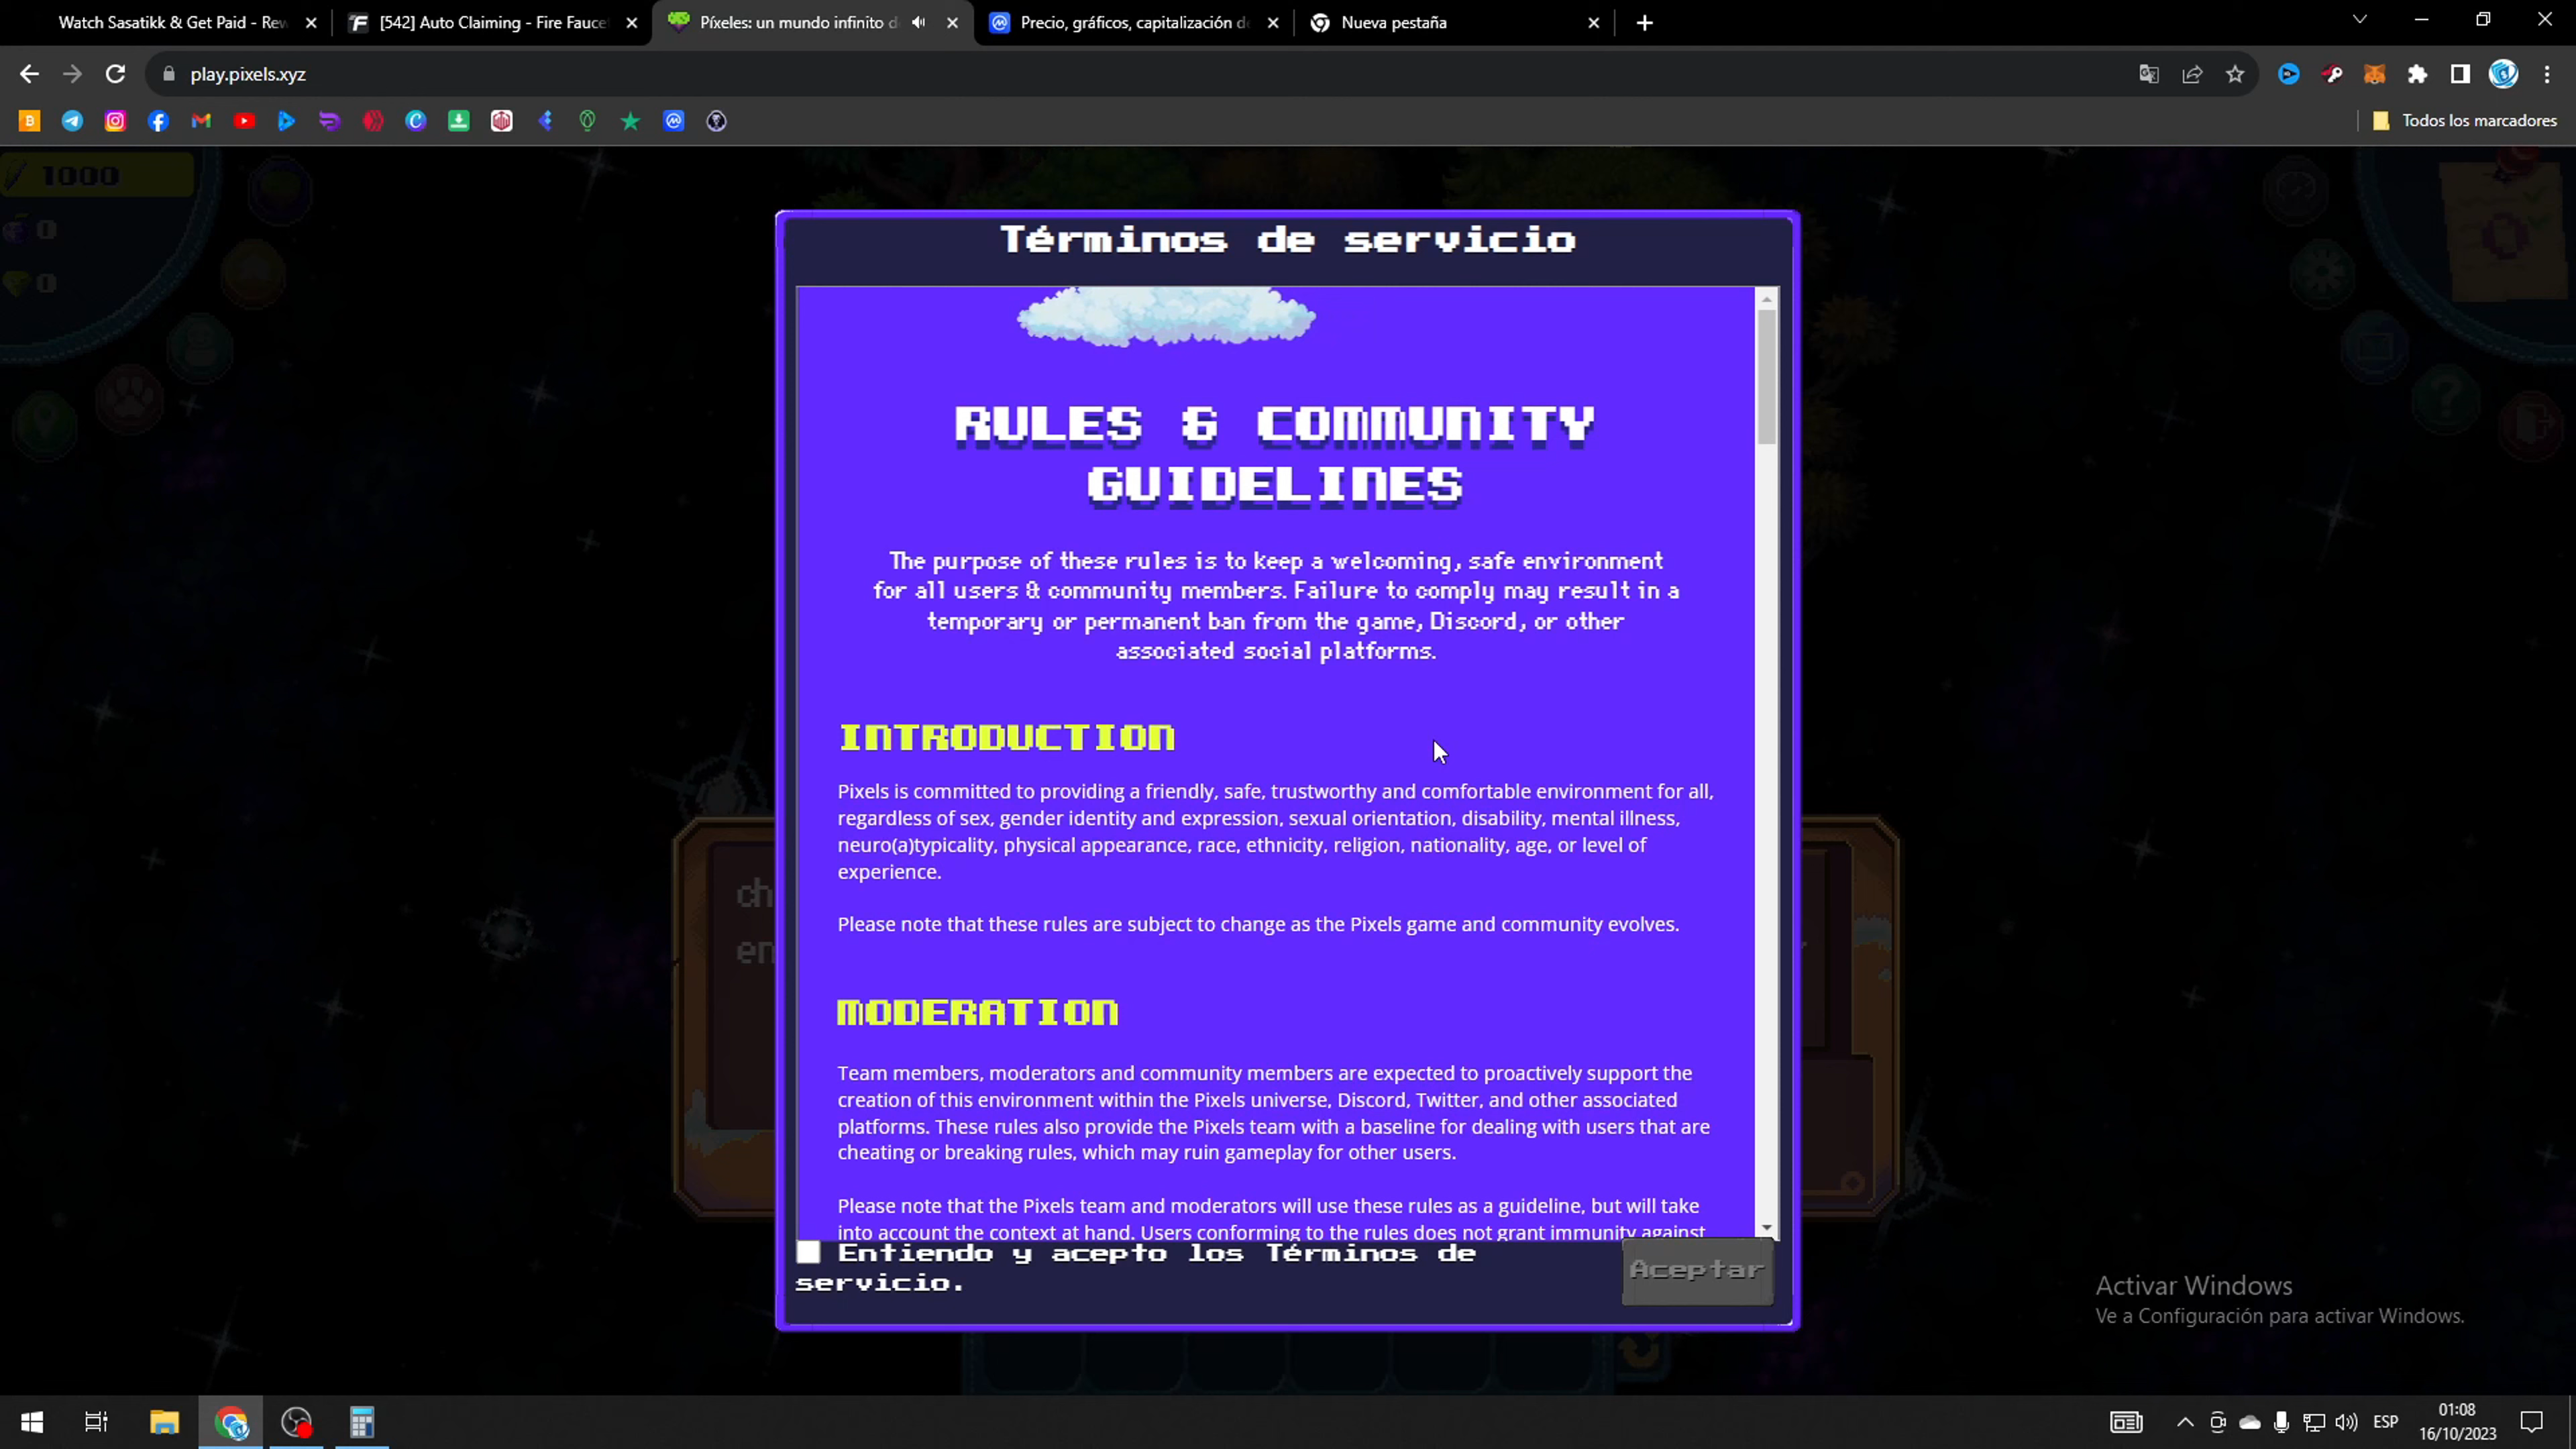 Watch Sasatikk & Get Paid - Rew
[542] Auto Claiming - Fire Fauce
Píxeles: un mundo infinito d
Precio, gráficos, capitalización de
Nueva pestaña
play.pixels.xyz
Todos los marcadores
1000
0
0
Términos de servicio
RULES & COMMUNITY
GUIDELINES
The purpose of these rules is to keep a welcoming, safe environment
for all users & community members. Failure to comply may result in a
temporary or permanent ban from the game, Discord, or other
associated social platforms.
INTRODUCTION
Pixels is committed to providing a friendly, safe, trustworthy and comfortable environment for all,
regardless of sex, gender identity and expression, sexual orientation, disability, mental illness,
neuro(a)typicality, physical appearance, race, ethnicity, religion, nationality, age, or level of
experience.
Please note that these rules are subject to change as the Pixels game and community evolves.
ch
en
MODERATION
Team members, moderators and community members are expected to proactively support the
creation of this environment within the Pixels universe, Discord, Twitter, and other associated
platforms. These rules also provide the Pixels team with a baseline for dealing with users that are
cheating or breaking rules, which may ruin gameplay for other users.
Please note that the Pixels team and moderators will use these rules as a guideline, but will take
into account the context at hand. Users conforming to the rules does not grant immunity against
Entiendo y acepto los Términos de
servicio.
Aceptar
Activar Windows
Ve a Configuración para activar Windows.
ESP
01:08
16/10/2023